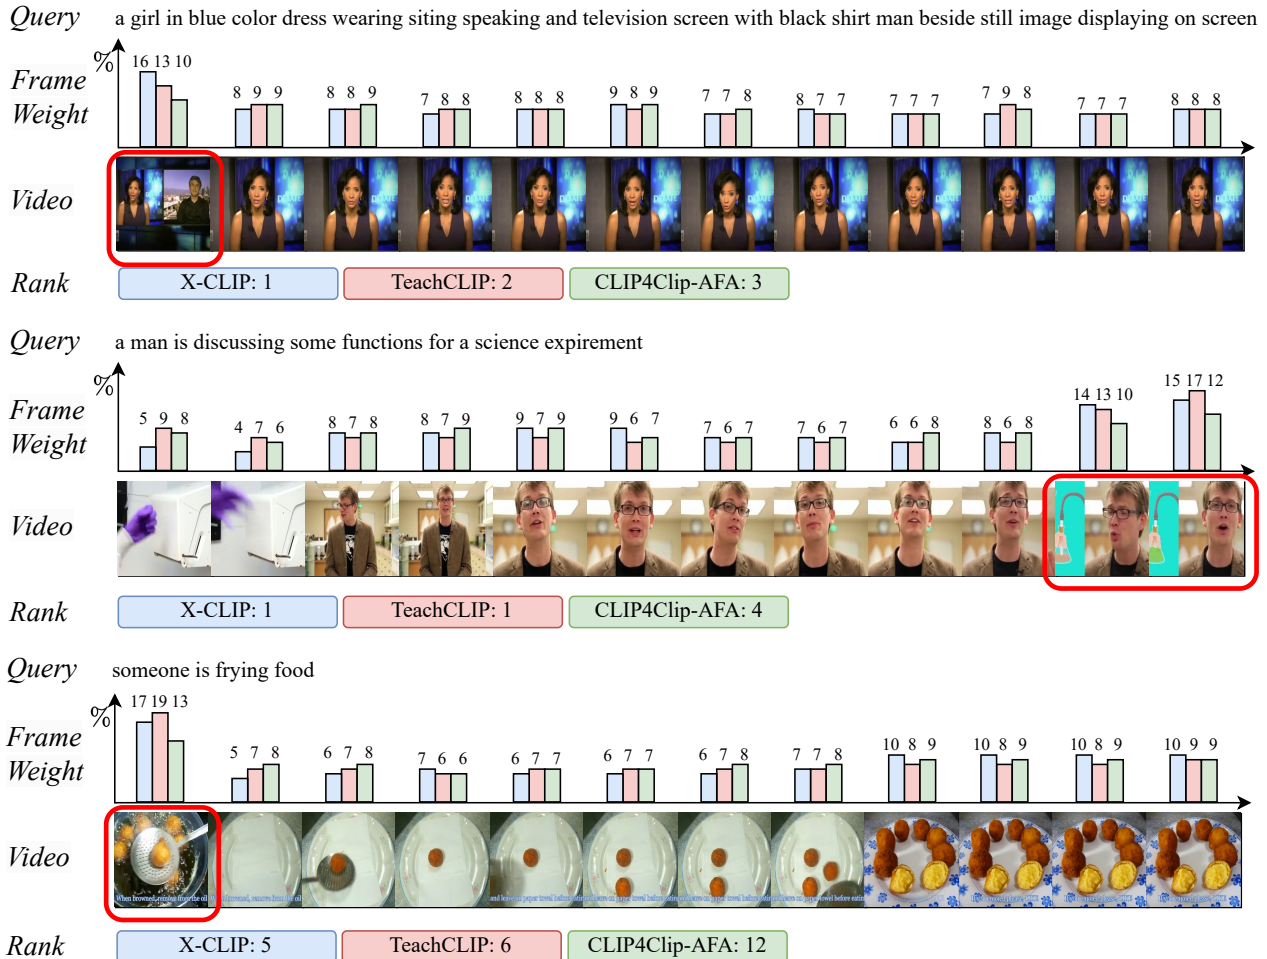 Query a girl in blue color dress wearing siting speaking and television screen with black shirt man beside still image displaying on screen
%
Frame Weight
16 13 10 8 9 9 8 8 9 7 8 8 8 8 8 9 8 9 7 7 8 8 7 7 7 7 7 7 9 8 7 7 7 8 8 8
Video
Rank X-CLIP: 1 TeachCLIP: 2 CLIP4Clip-AFA: 3
Query a man is discussing some functions for a science expirement
%
Frame Weight
5 9 8 4 7 6 8 7 8 8 7 9 9 7 9 9 6 7 7 6 7 7 6 7 6 6 8 8 6 8 14 13 10 15 17 12
Video
Rank X-CLIP: 1 TeachCLIP: 1 CLIP4Clip-AFA: 4
Query someone is frying food
%
Frame Weight
17 19 13 5 7 8 6 7 8 7 6 6 6 7 7 6 7 7 6 7 8 7 7 8 10 8 9 10 8 9 10 8 9 10 9 9
Video
When browned, remove from the oil
Rank X-CLIP: 5 TeachCLIP: 6 CLIP4Clip-AFA: 12